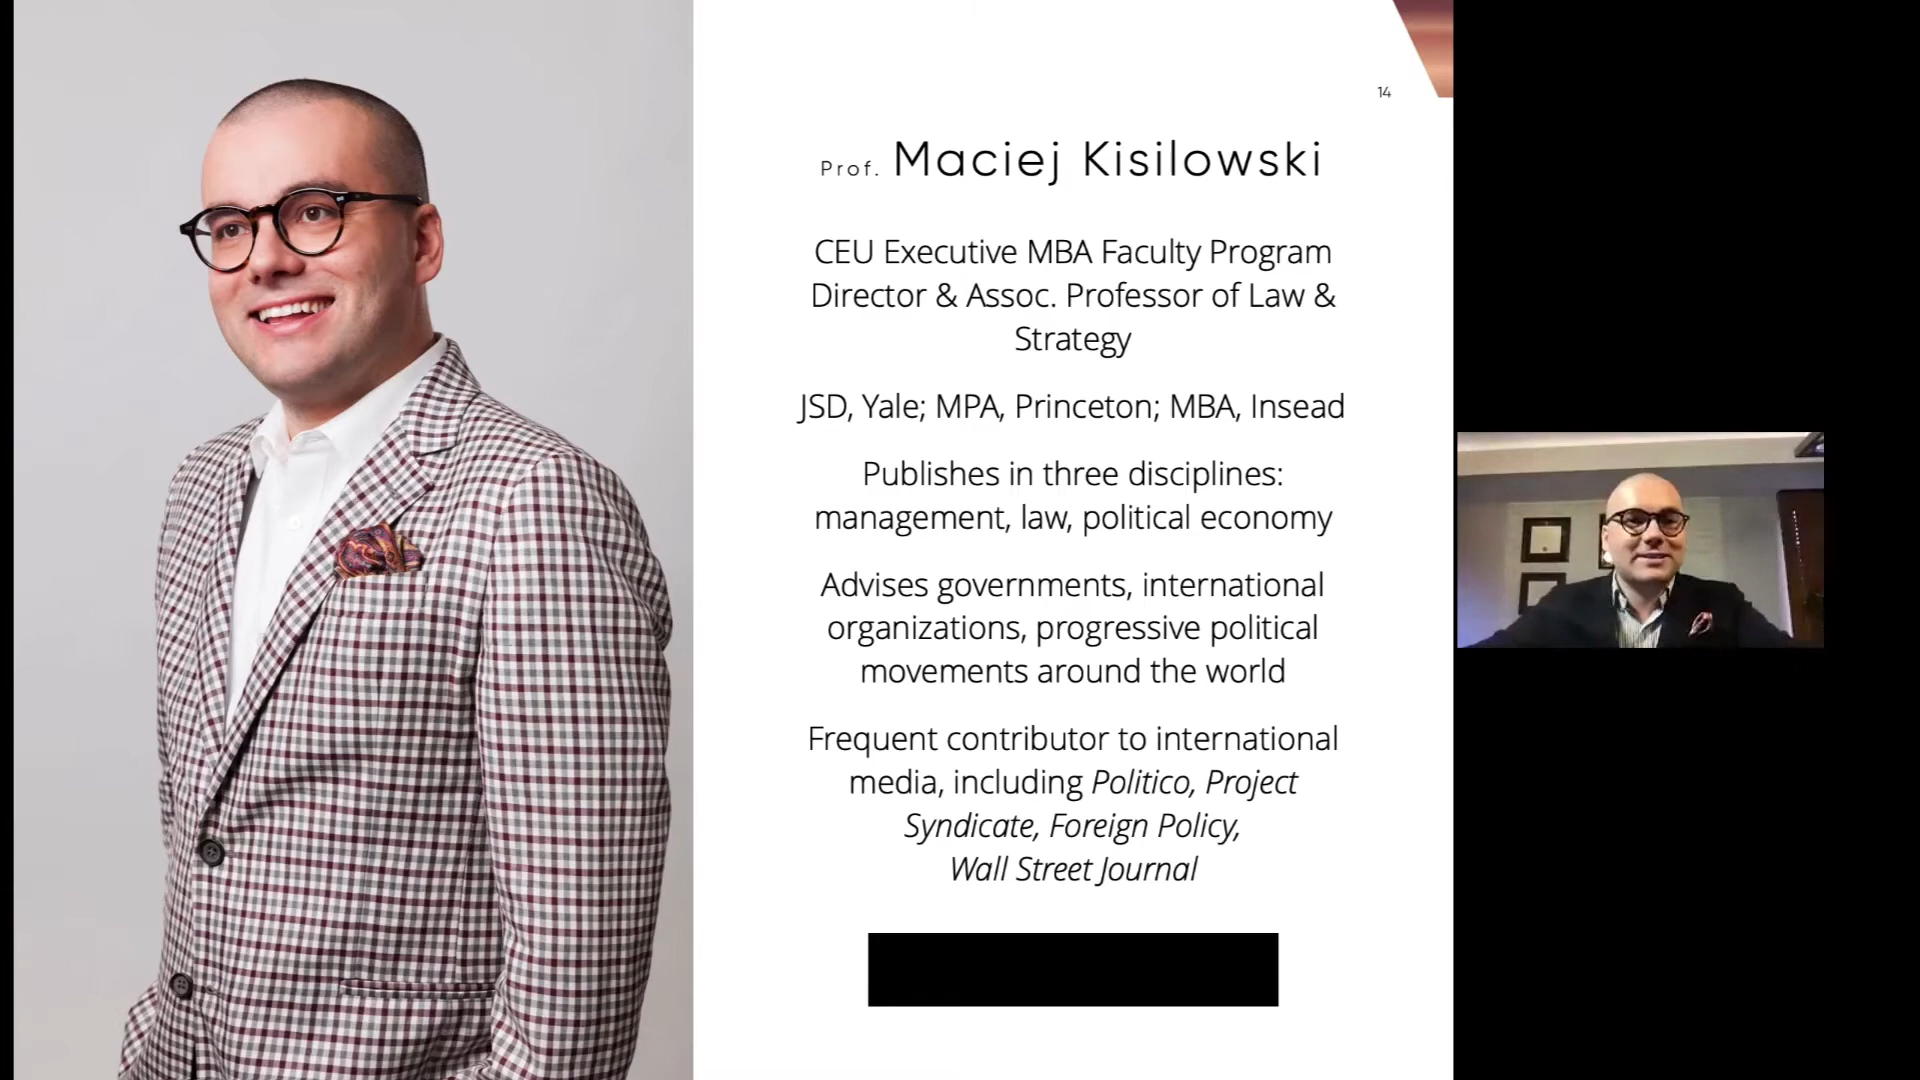 14
Prof. Maciej Kisilowski
CEU Executive MBA Faculty Program
Director & Assoc. Professor of Law &
Strategy
JSD, Yale; MPA, Princeton; MBA, Insead
Publishes in three disciplines:
management, law, political economy
Advises governments, international
organizations, progressive political
movements around the world
Frequent contributor to international
media, including Politico, Project
Syndicate, Foreign Policy,
Wall Street Journal